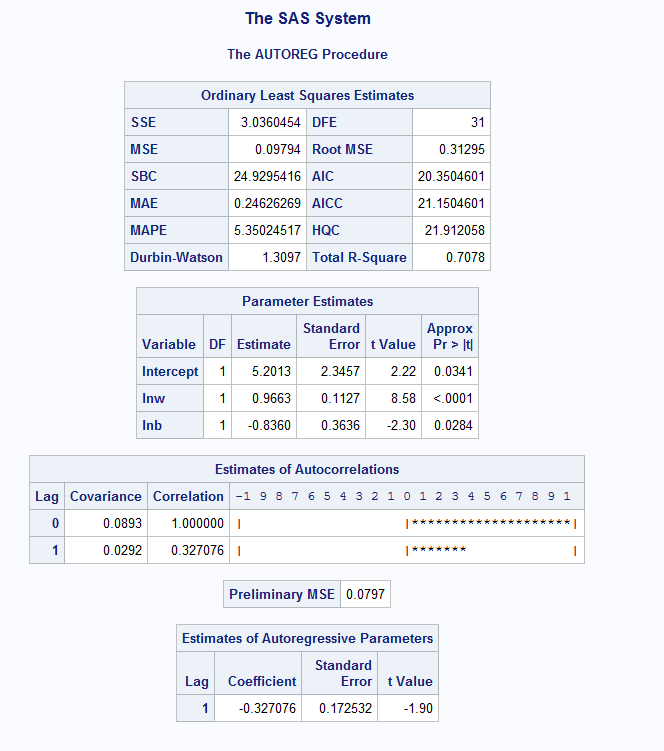 The SAS System
The AUTOREG Procedure
Ordinary Least Squares Estimates
SSE 3.0360454 DFE 31
MSE 0.09794 Root MSE 0.31295
SBC 24.9295416 AIC 20.3504601
MAE 0.24626269 AICC 21.1504601
MAPE 5.35024517 HQC 21.912058
Durbin-Watson 1.3097 Total R-Square 0.7078
Parameter Estimates
Variable DF Estimate Standard Error t Value Approx Pr > |t|
Intercept 1 5.2013 2.3457 2.22 0.0341
lnw 1 0.9663 0.1127 8.58 <.0001
lnb 1 -0.8360 0.3636 -2.30 0.0284
Estimates of Autocorrelations
Lag Covariance Correlation -1 9 8 7 6 5 4 3 2 1 0 1 2 3 4 5 6 7 8 9 1
0 0.0893 1.000000 | |********************|
1 0.0292 0.327076 | |******* |
Preliminary MSE 0.0797
Estimates of Autoregressive Parameters
Lag Coefficient Standard Error t Value
1 -0.327076 0.172532 -1.90